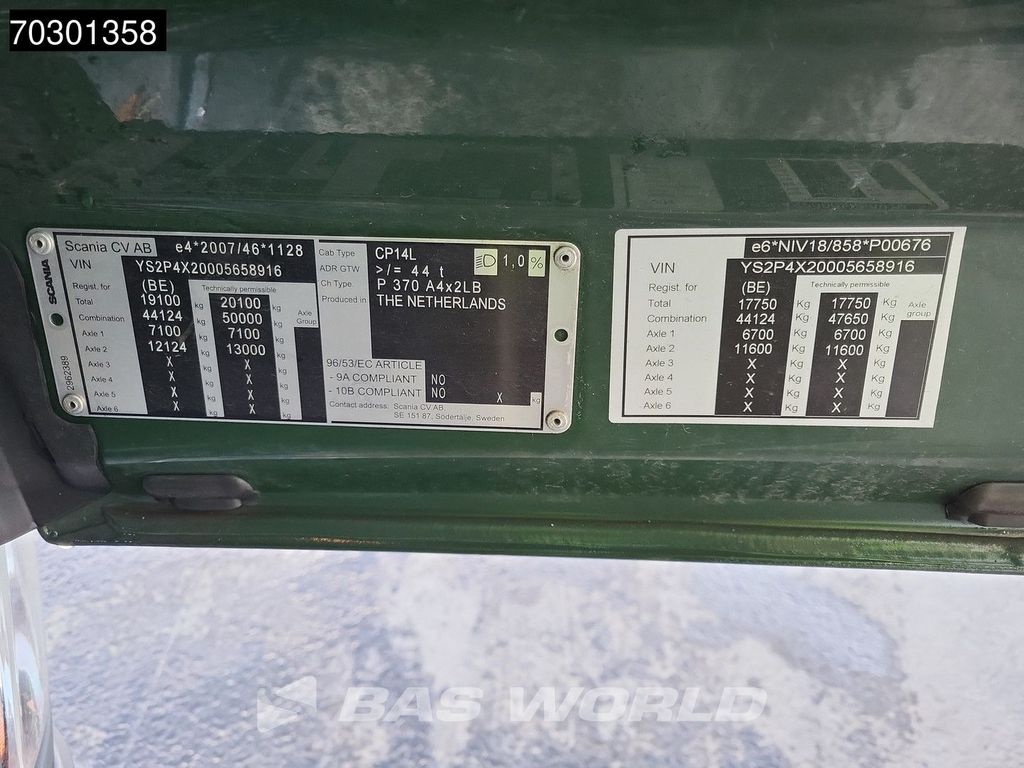 70301358
Scania CV AB e4*2007/46*1128
VIN YS2P4X20005658916
Regist. for (BE) Technically permissible
Total 19100 kg 20100 kg
Combination 44124 kg 50000 kg Axle
Axle 1 7100 kg 7100 kg Group
Axle 2 12124 kg 13000 kg
Axle 3 X kg X kg
Axle 4 X kg X kg
Axle 5 X kg X kg
Axle 6 X kg X kg
SCANIA
2962389
Cab Type CP14L 1,0 %
ADR GTW >/= 44 t
Ch. Type P 370 A4x2LB
Produced in THE NETHERLANDS
96/53/EC ARTICLE
- 9A COMPLIANT NO
- 10B COMPLIANT NO X kg
Contact address: Scania CV AB,
SE 151 87, Södertälje, Sweden
e6*NIV18/858*P00676
VIN YS2P4X20005658916
Regist. for (BE) Technically permissible
Total 17750 Kg 17750 Kg Axle
Combination 44124 Kg 47650 Kg group
Axle 1 6700 Kg 6700 Kg
Axle 2 11600 Kg 11600 Kg
Axle 3 X Kg X Kg
Axle 4 X Kg X Kg
Axle 5 X Kg X Kg
Axle 6 X Kg X Kg
BAS WORLD